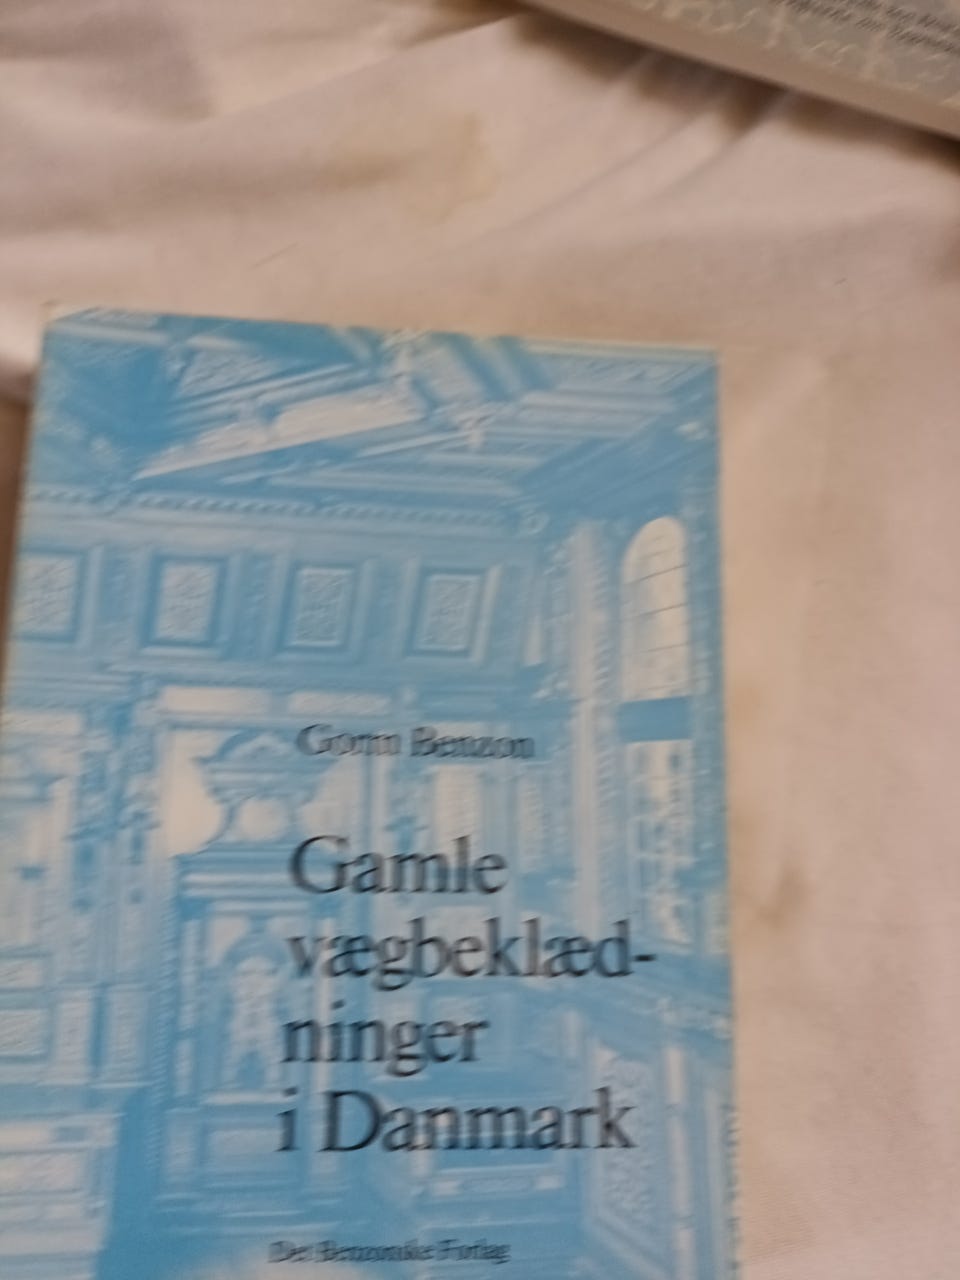 Gorm Benzon
Gamle
vægbeklæd-
ninger
i Danmark
Det Benzonske Forlag